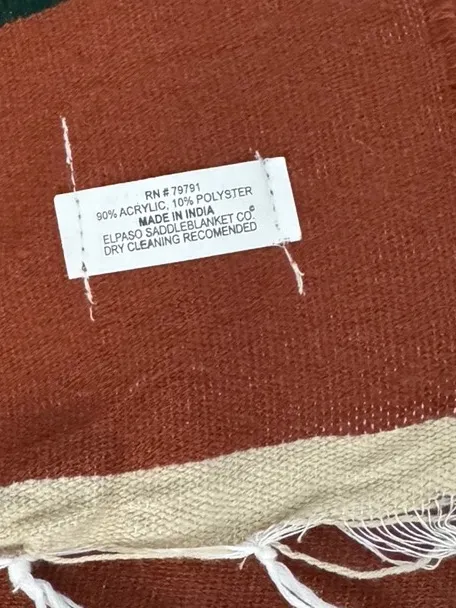 RN # 79791
90% ACRYLIC, 10% POLYSTER
MADE IN INDIA
ELPASO SADDLEBLANKET CO.©
DRY CLEANING RECOMENDED